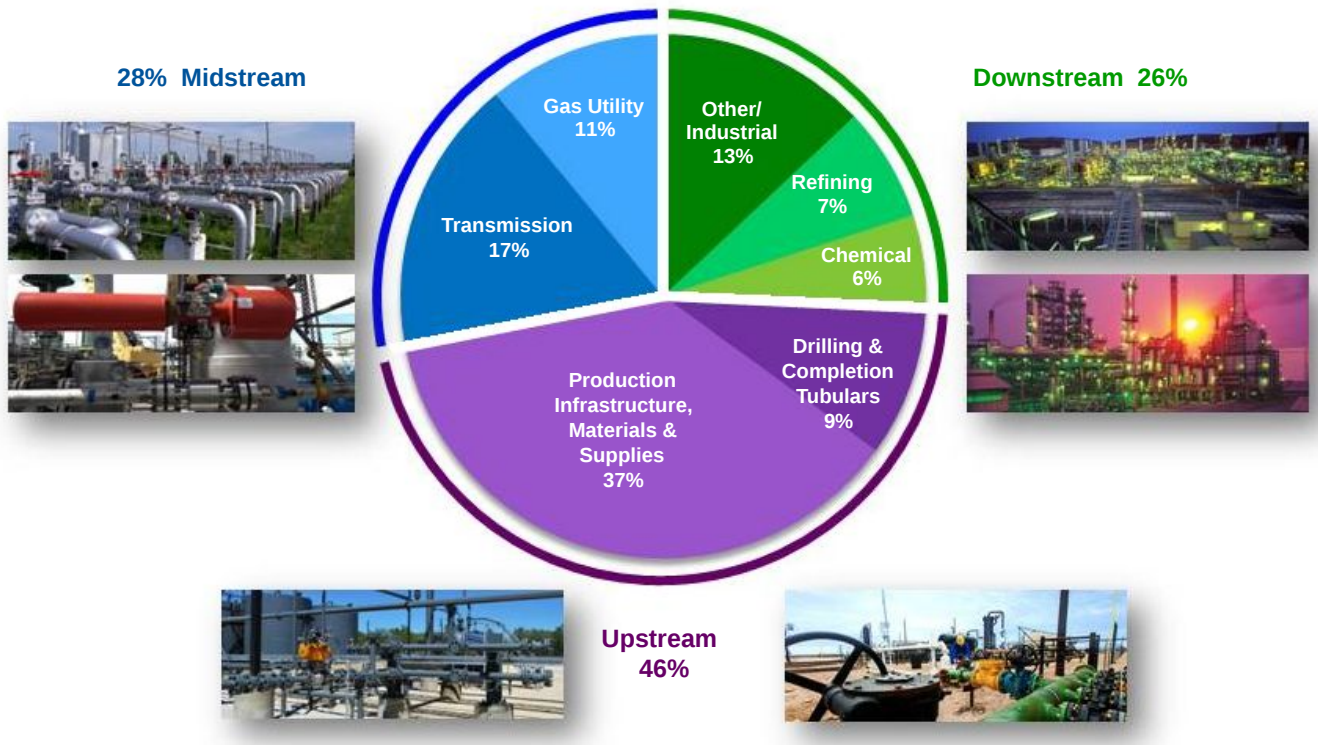 28% Midstream
Downstream 26%
Gas Utility
11%
Other/
Industrial
13%
Refining
7%
Transmission
17%
Chemical
6%
Drilling &
Completion
Tubulars
9%
Production
Infrastructure,
Materials &
Supplies
37%
Upstream
46%